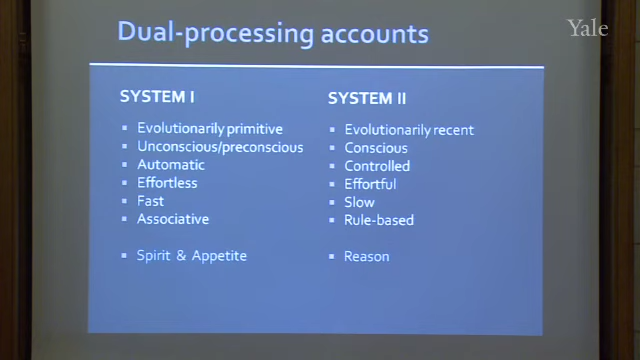 Yale
Dual-processing accounts
SYSTEM I
Evolutionarily primitive
Unconscious/preconscious
Automatic
Effortless
Fast
Associative
Spirit & Appetite
SYSTEM II
Evolutionarily recent
Conscious
Controlled
Effortful
Slow
Rule-based
Reason